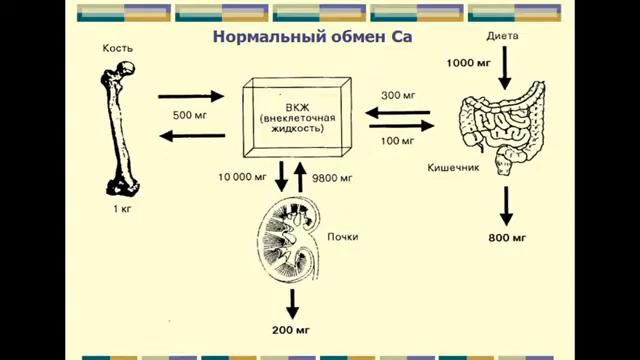 Нормальный обмен Ca
Кость
Диета
1000 мг
500 мг
ВКЖ
(внеклеточная
жидкость)
300 мг
100 мг
Кишечник
1 кг
10 000 мг
9800 мг
Почки
800 мг
200 мг